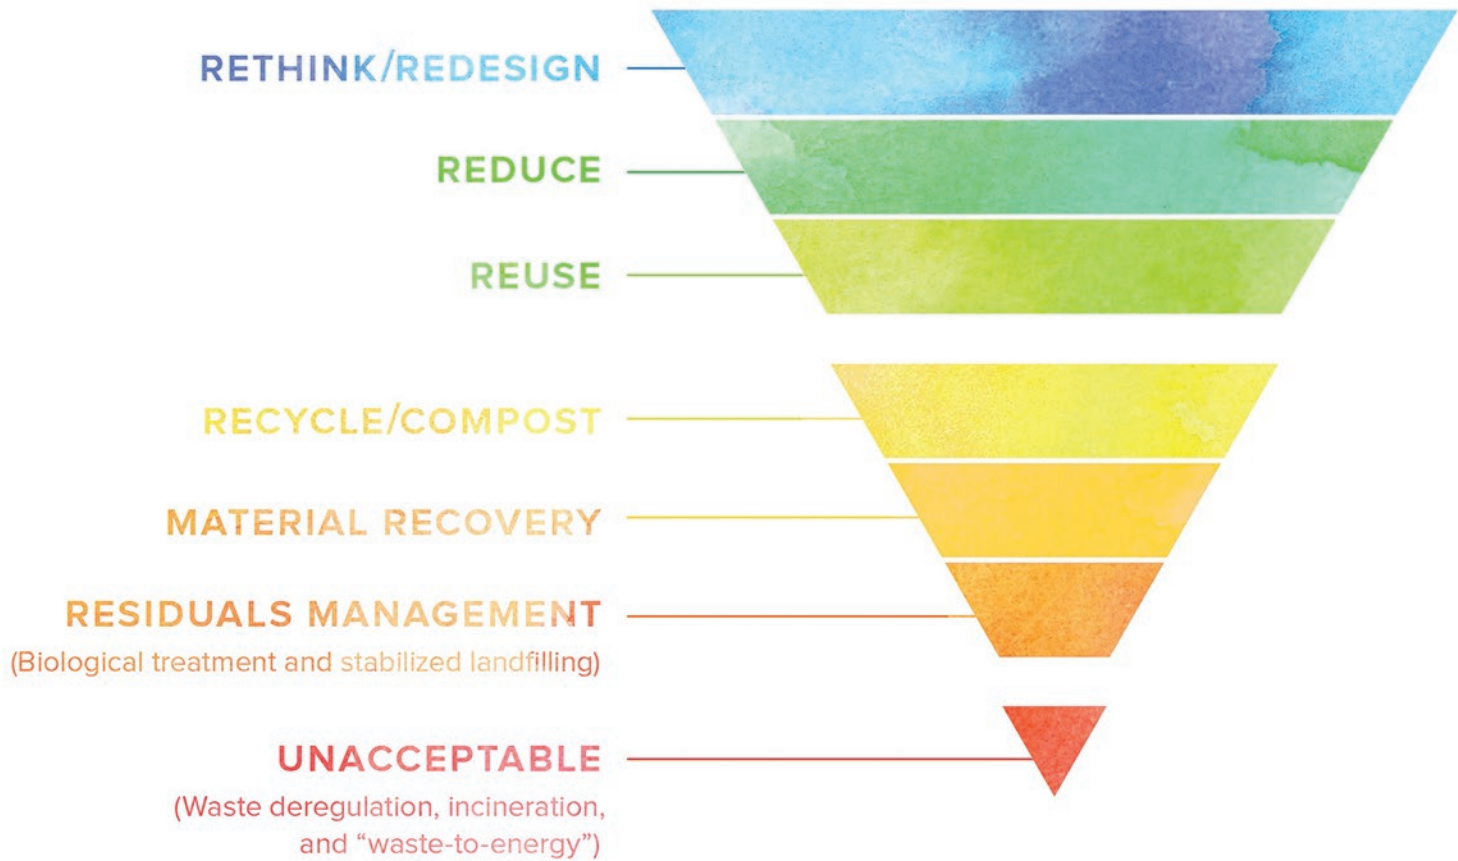 RETHINK/REDESIGN
REDUCE
REUSE
RECYCLE/COMPOST
MATERIAL RECOVERY
RESIDUALS MANAGEMENT
(Biological treatment and stabilized landfilling)
UNACCEPTABLE
(Waste deregulation, incineration,
and “waste-to-energy”)